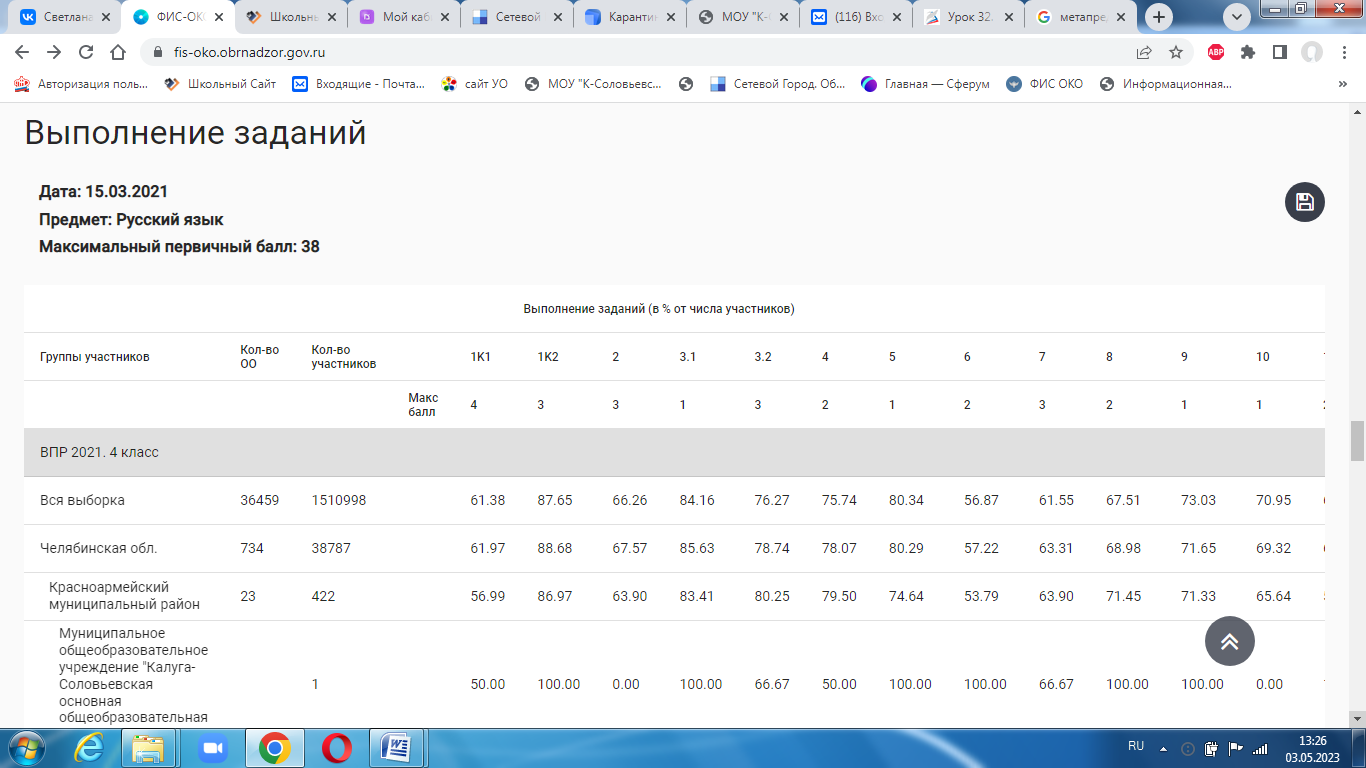 Светлана
ФИС-ОКО
Школьны
Мой каб
Сетевой
Каранти
МОУ "К-
(116) Вхо
Урок 32.
метапре
fis-oko.obrnadzor.gov.ru
ABP
Авторизация поль...
Школьный Сайт
Входящие - Почта...
сайт УО
МОУ "К-Соловьевс...
Сетевой Город. Об...
Главная — Сферум
ФИС ОКО
Информационная...
»
Выполнение заданий
Дата: 15.03.2021
Предмет: Русский язык
Максимальный первичный балл: 38
Выполнение заданий (в % от числа участников)
Группы участников Кол-во ОО Кол-во участников 1K1 1K2 2 3.1 3.2 4 5 6 7 8 9 10
Макс балл 4 3 3 1 3 2 1 2 3 2 1 1
ВПР 2021. 4 класс
Вся выборка 36459 1510998 61.38 87.65 66.26 84.16 76.27 75.74 80.34 56.87 61.55 67.51 73.03 70.95
Челябинская обл. 734 38787 61.97 88.68 67.57 85.63 78.74 78.07 80.29 57.22 63.31 68.98 71.65 69.32
Красноармейский
муниципальный район 23 422 56.99 86.97 63.90 83.41 80.25 79.50 74.64 53.79 63.90 71.45 71.33 65.64
Муниципальное
общеобразовательное
учреждение "Калуга-
Соловьевская 1 50.00 100.00 0.00 100.00 66.67 50.00 100.00 100.00 66.67 100.00 100.00 0.00
основная
общеобразовательная
RU
13:26
03.05.2023